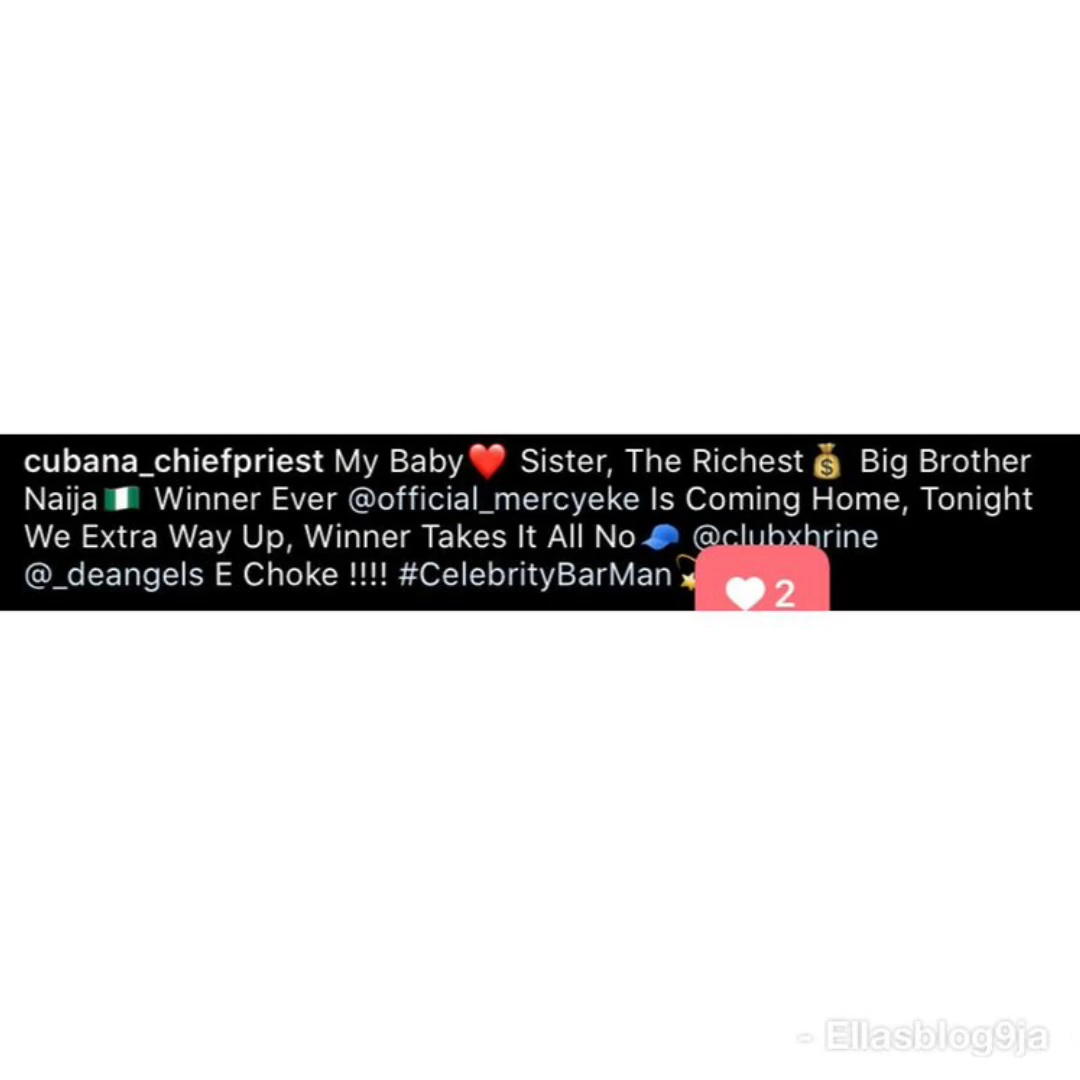 cubana_chiefpriest My Baby❤️ Sister, The Richest💰 Big Brother
Naija🇳🇬 Winner Ever @official_mercyeke Is Coming Home, Tonight
We Extra Way Up, Winner Takes It All No🧢 @clubxhrine
@_deangels E Choke !!!! #CelebrityBarMan💫
2
- Ellasblog9ja